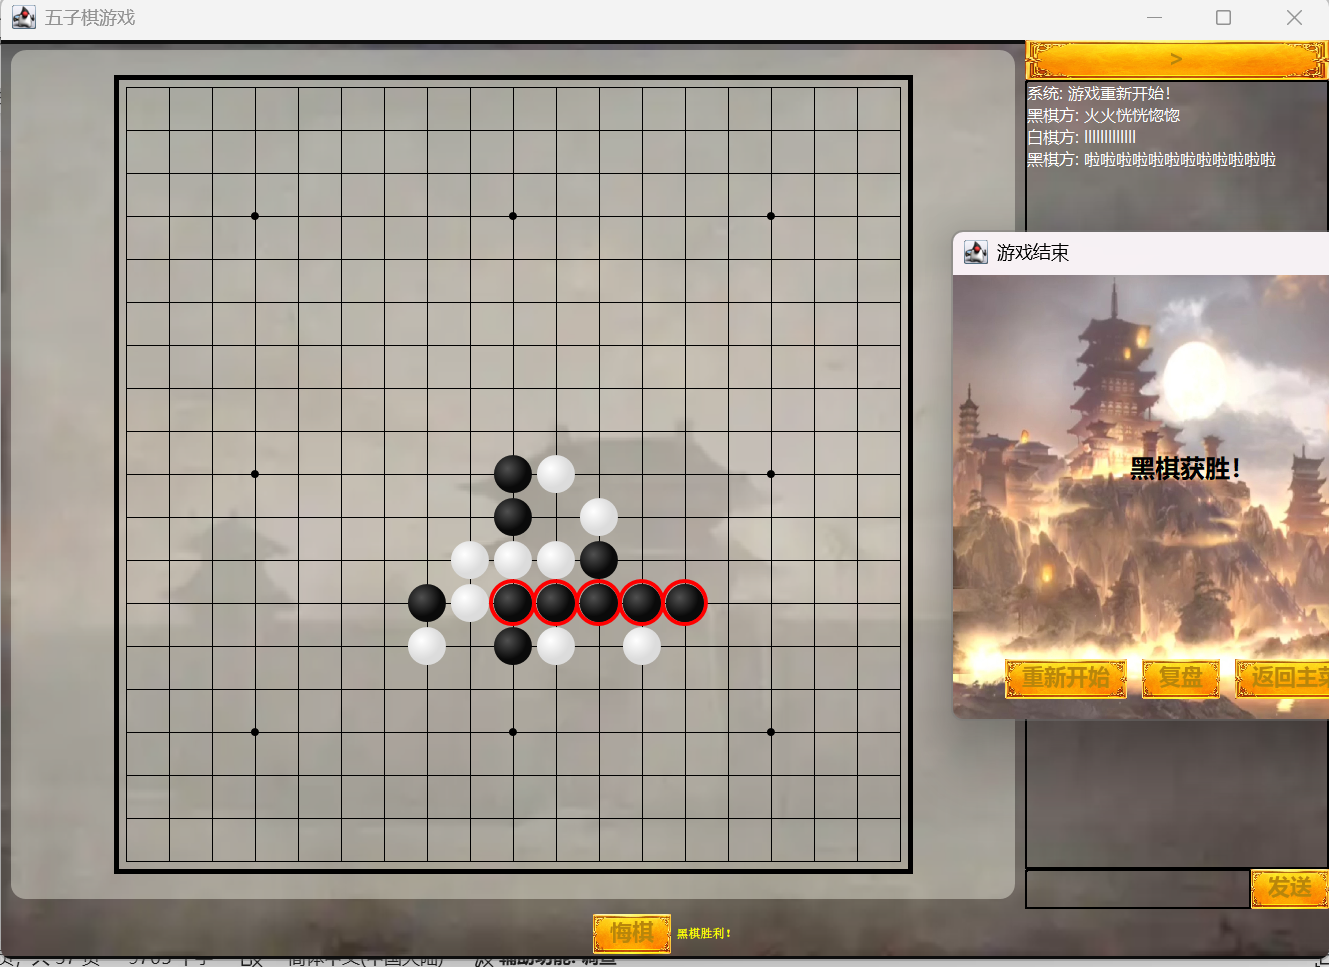 五子棋游戏
>
系统: 游戏重新开始！
黑棋方: 火火恍恍惚惚
白棋方: llllllllllllll
黑棋方: 啦啦啦啦啦啦啦啦啦啦啦啦
游戏结束
黑棋获胜！
重新开始
复盘
返回主菜
发送
悔棋
黑棋胜利！